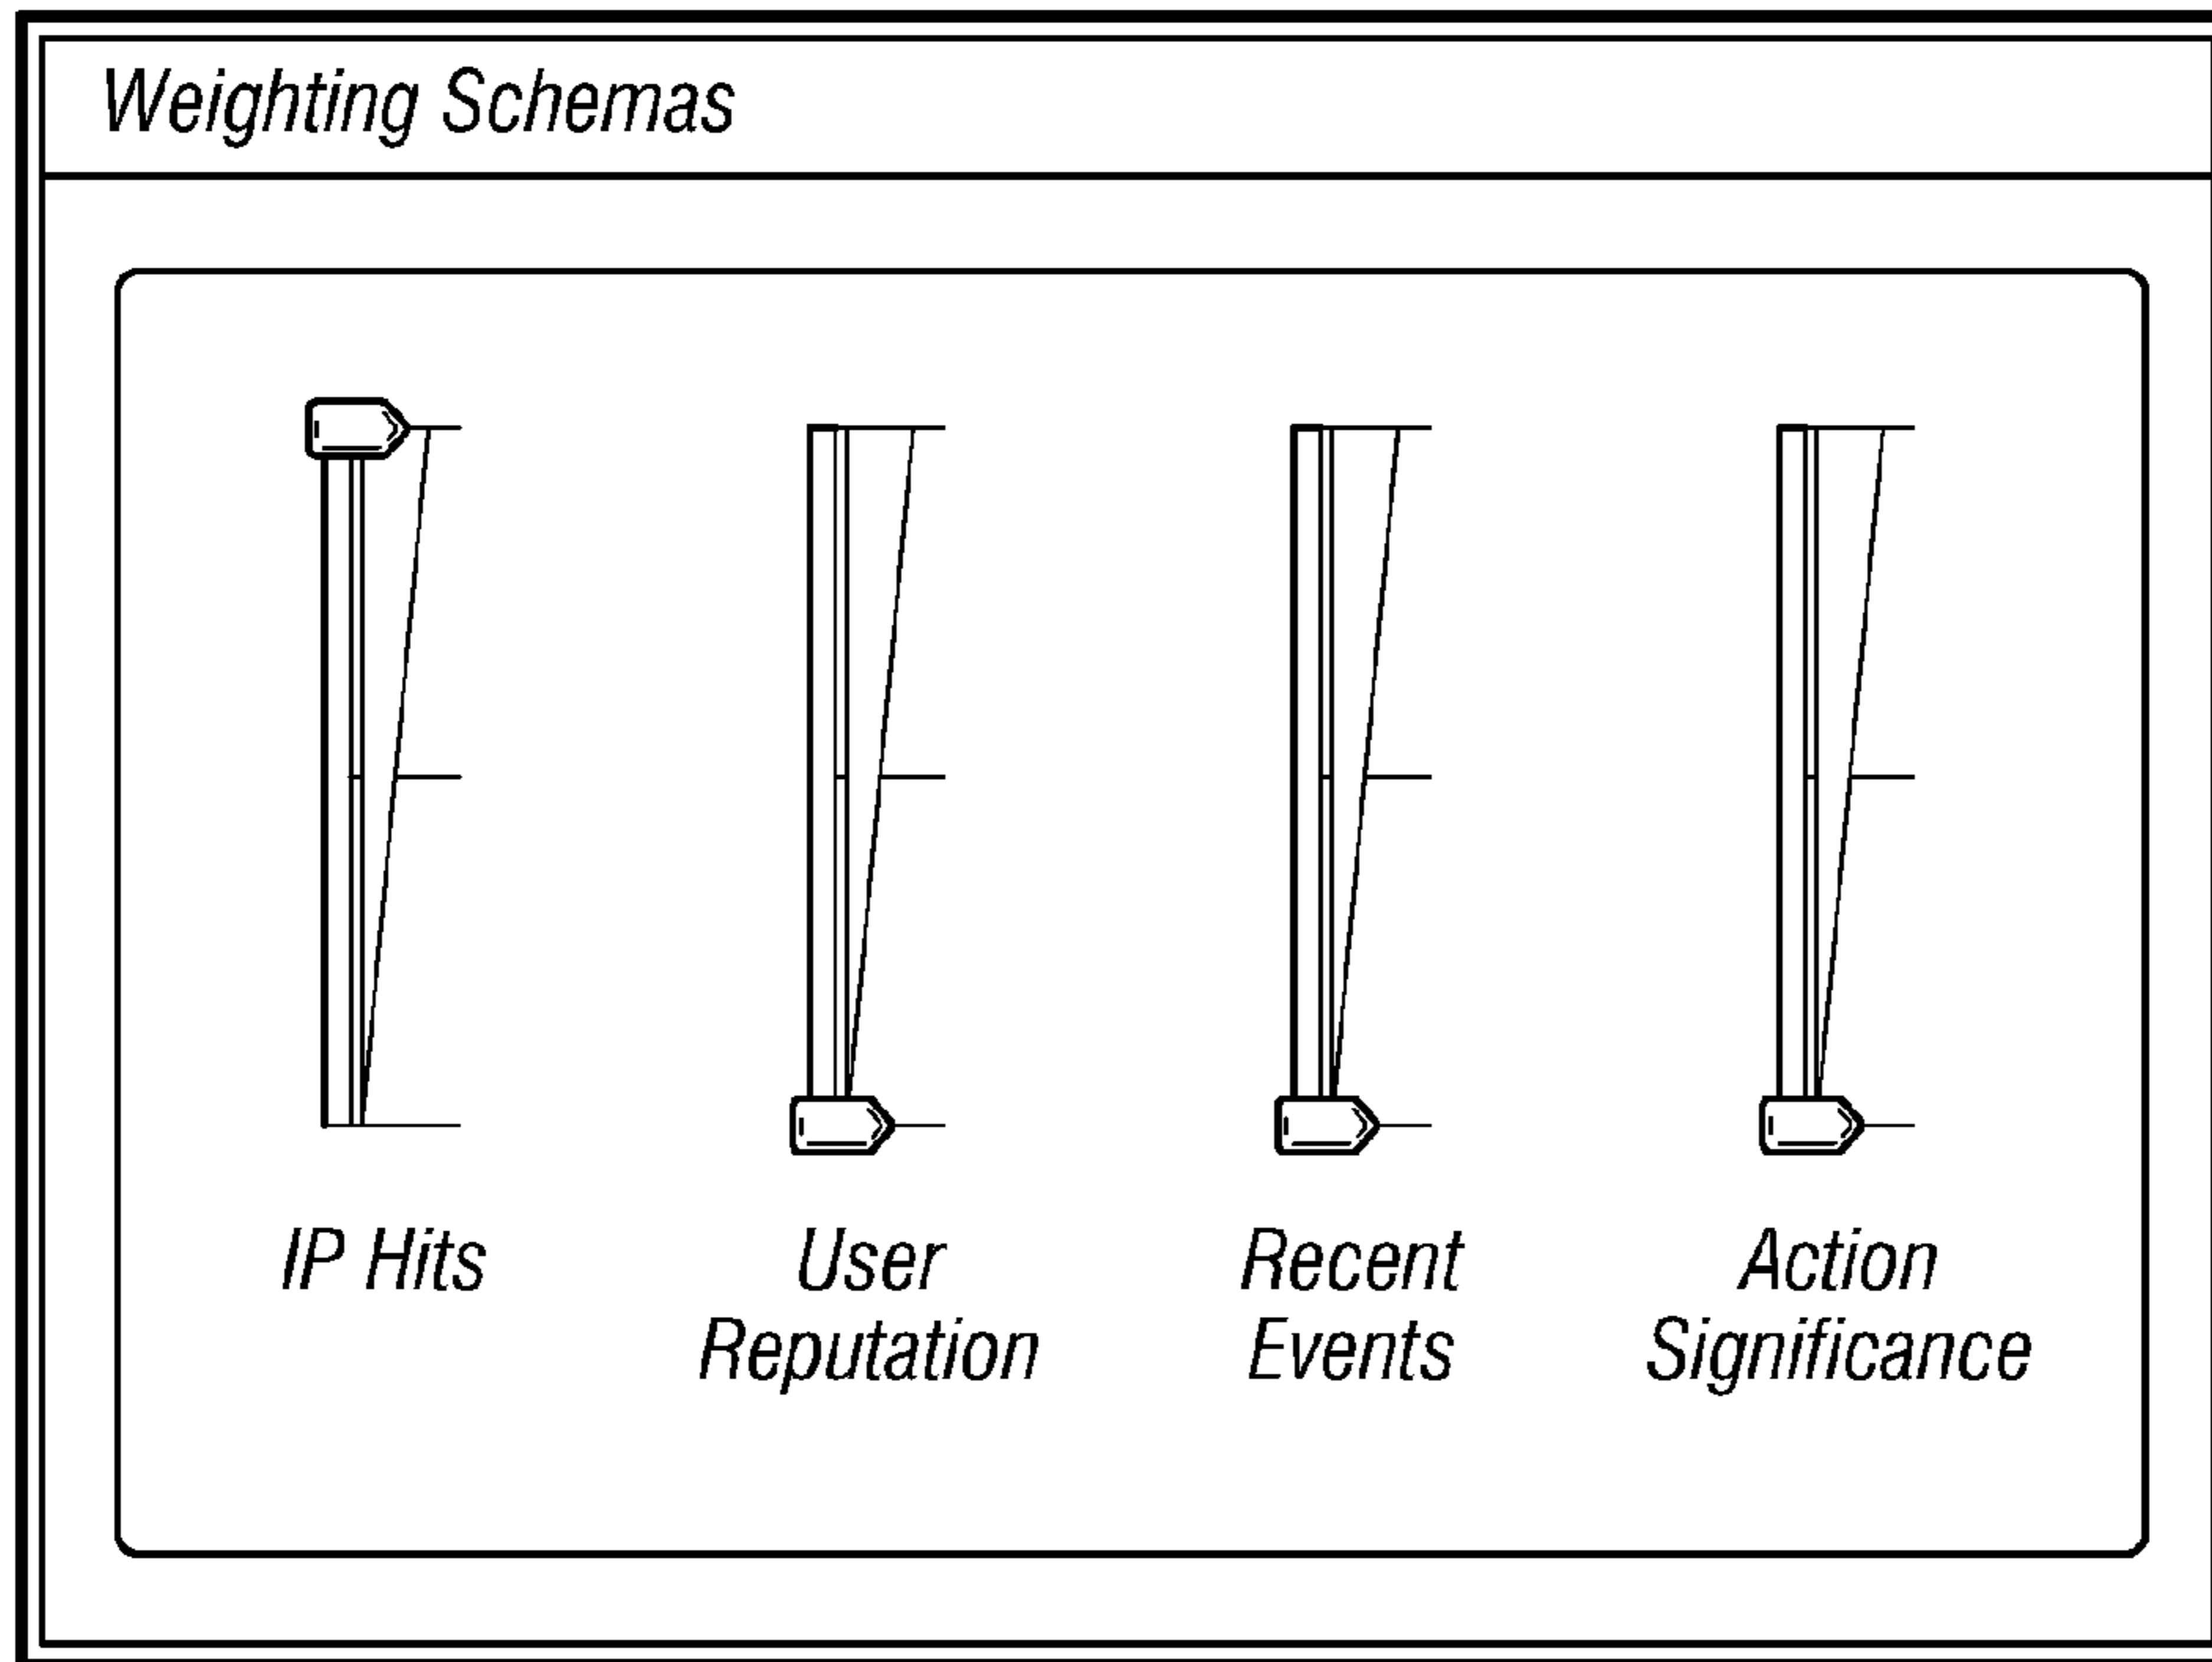 Weighting Schemas
IP Hits
User
Reputation
Recent
Events
Action
Significance